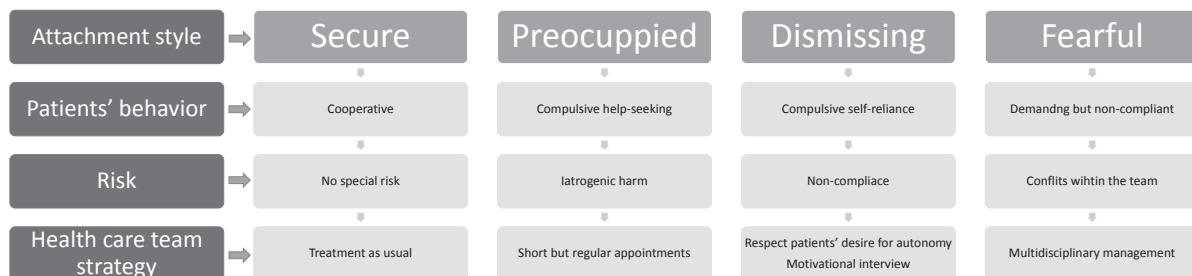 Attachment style
Secure
Preocuppied
Dismissing
Fearful
Patients' behavior
Cooperative
Compulsive help-seeking
Compulsive self-reliance
Demandng but non-compliant
Risk
No special risk
Iatrogenic harm
Non-compliace
Conflits wihtin the team
Health care team
strategy
Treatment as usual
Short but regular appointments
Respect patients' desire for autonomy
Motivational interview
Multidisciplinary management